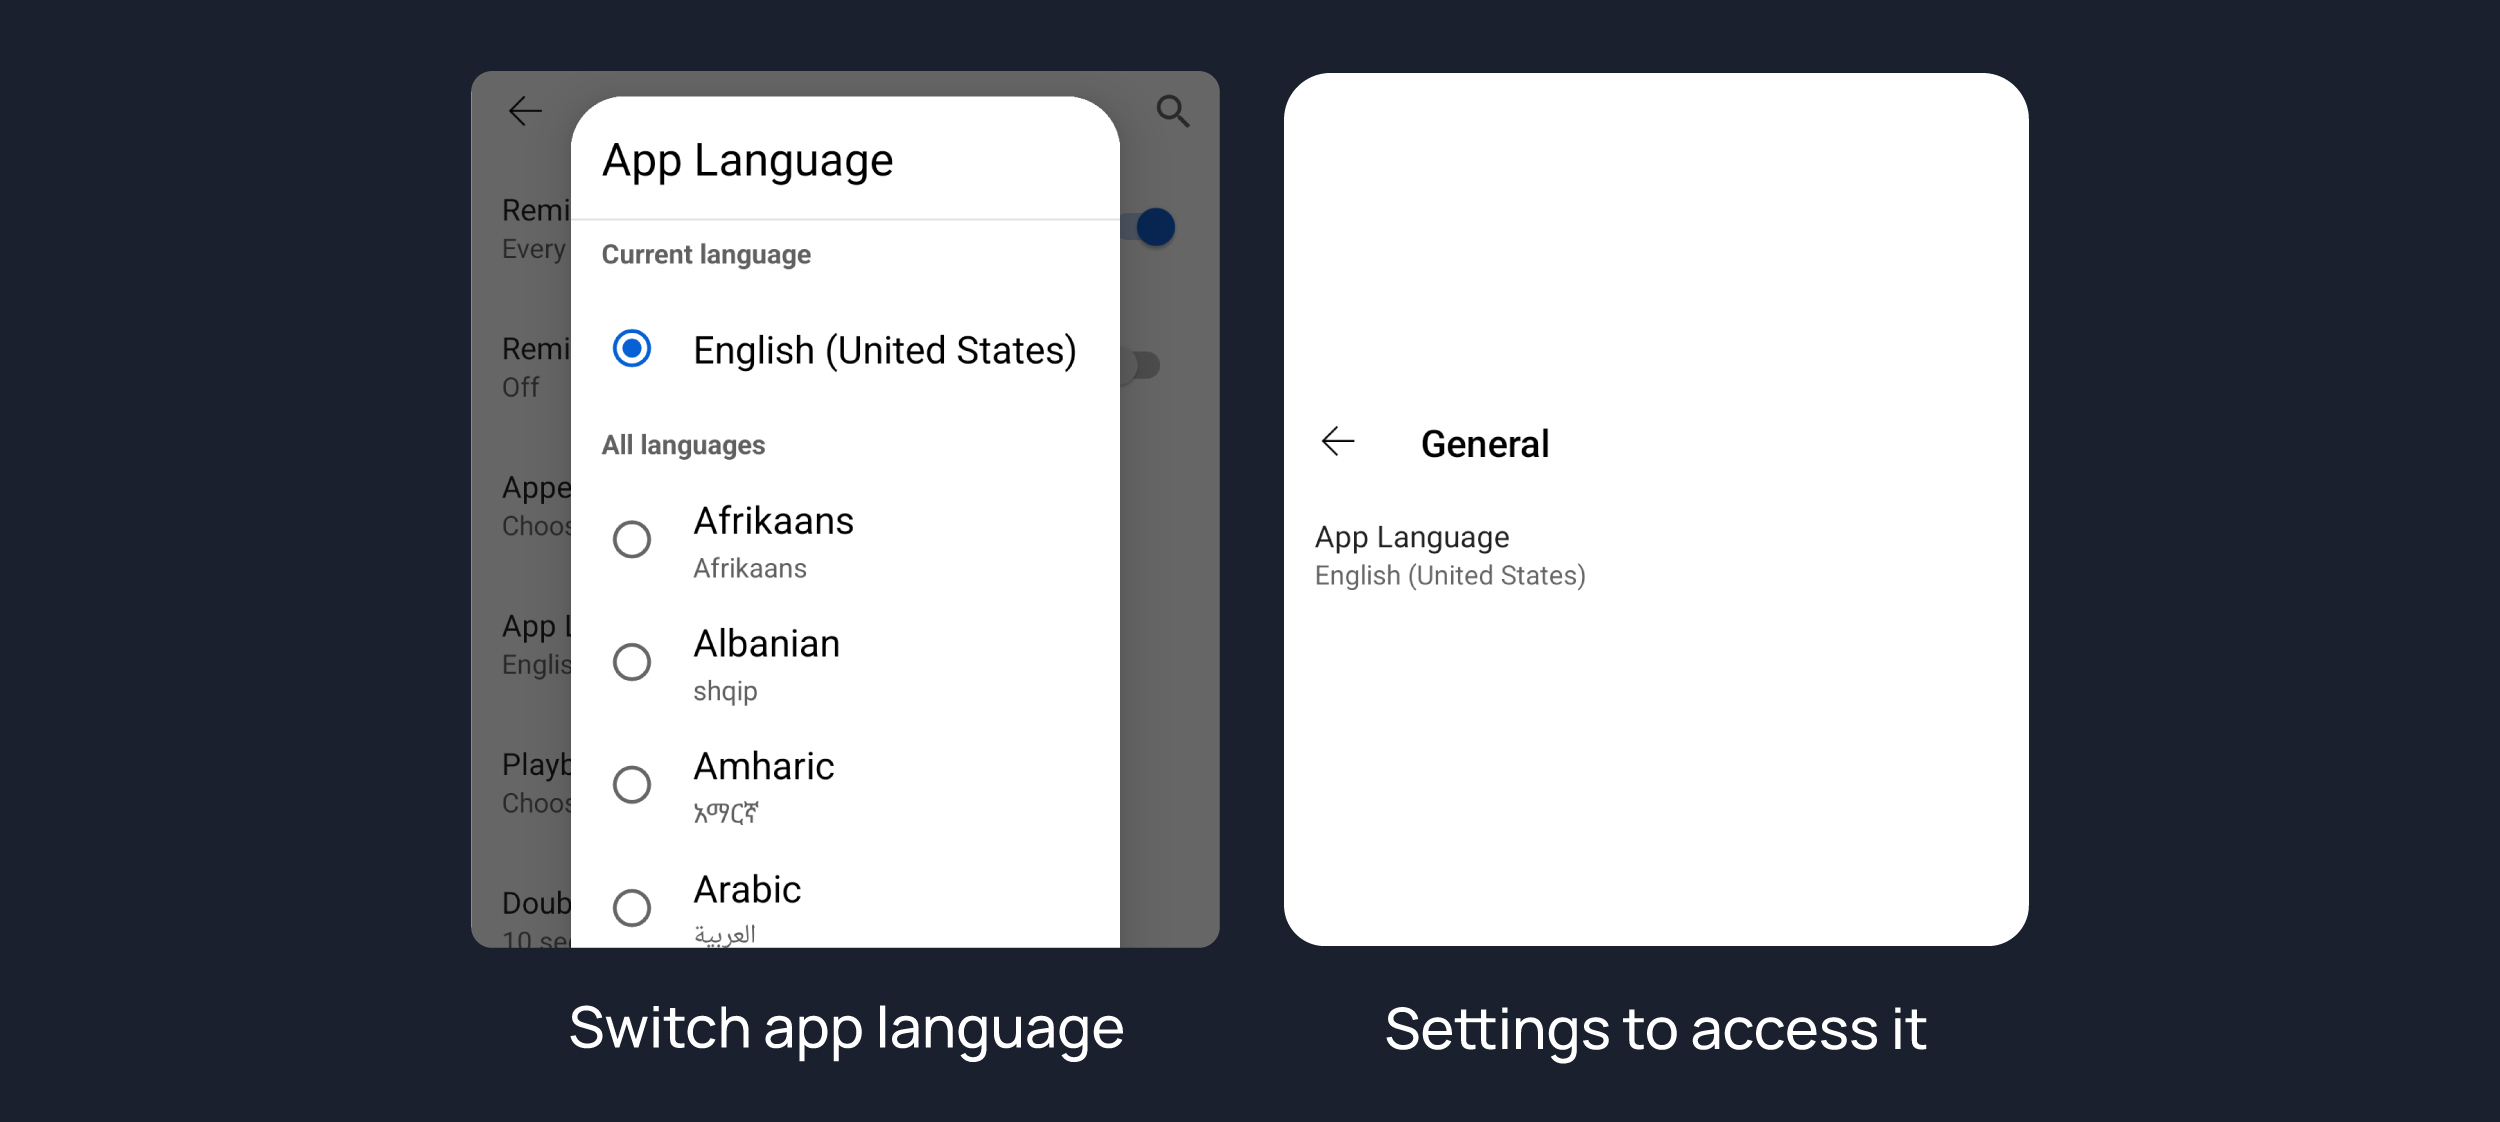 App Language
Current language
English (United States)
All languages
Afrikaans
Afrikaans
Albanian
shqip
Amharic
አማርኛ
Arabic
العربية
Remi
Every
Remi
Off
Appe
Choos
App L
Englis
Playb
Choos
Doub
10 sec
General
App Language
English (United States)
Switch app language
Settings to access it